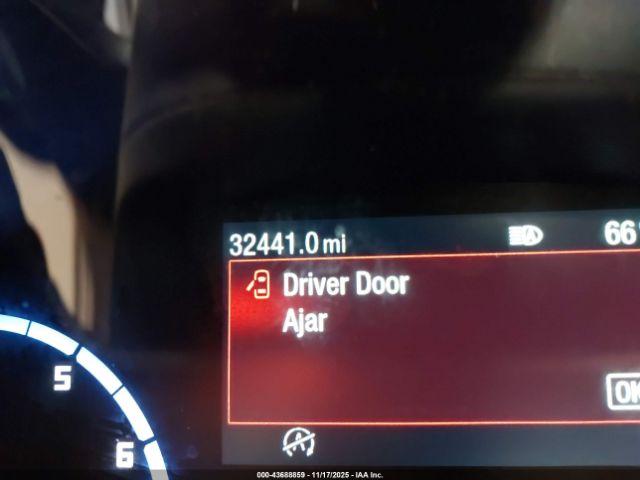 32441.0 mi
66°
Driver Door
Ajar
OK
5
6
000-43688859 - 11/17/2025 - IAA Inc.